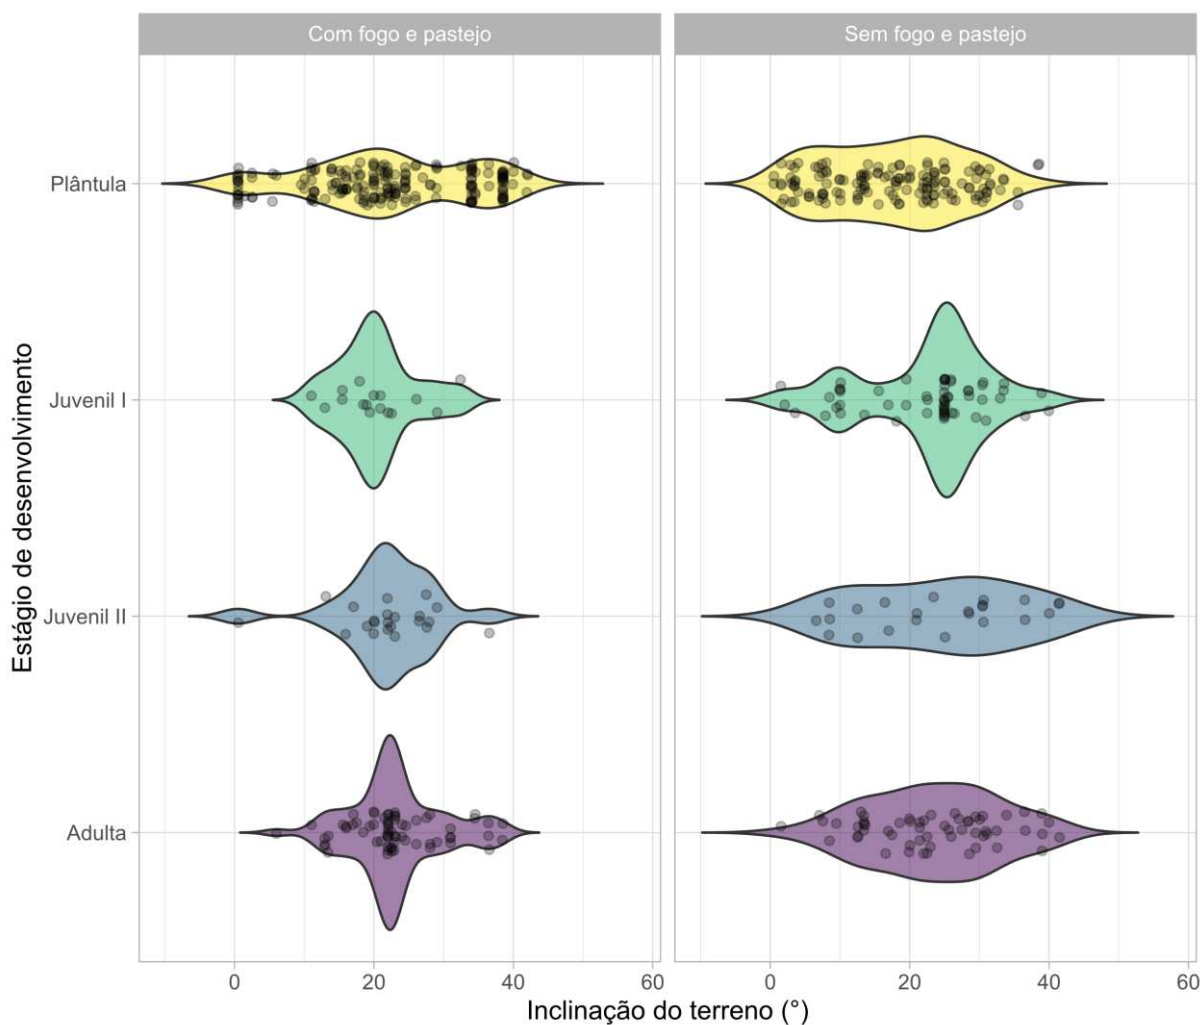 Com fogo e pastejo
Sem fogo e pastejo
Estágio de desenvolvimento
Plântula
Juvenil I
Juvenil II
Adulta
0 20 40 60
0 20 40 60
Inclinação do terreno (°)